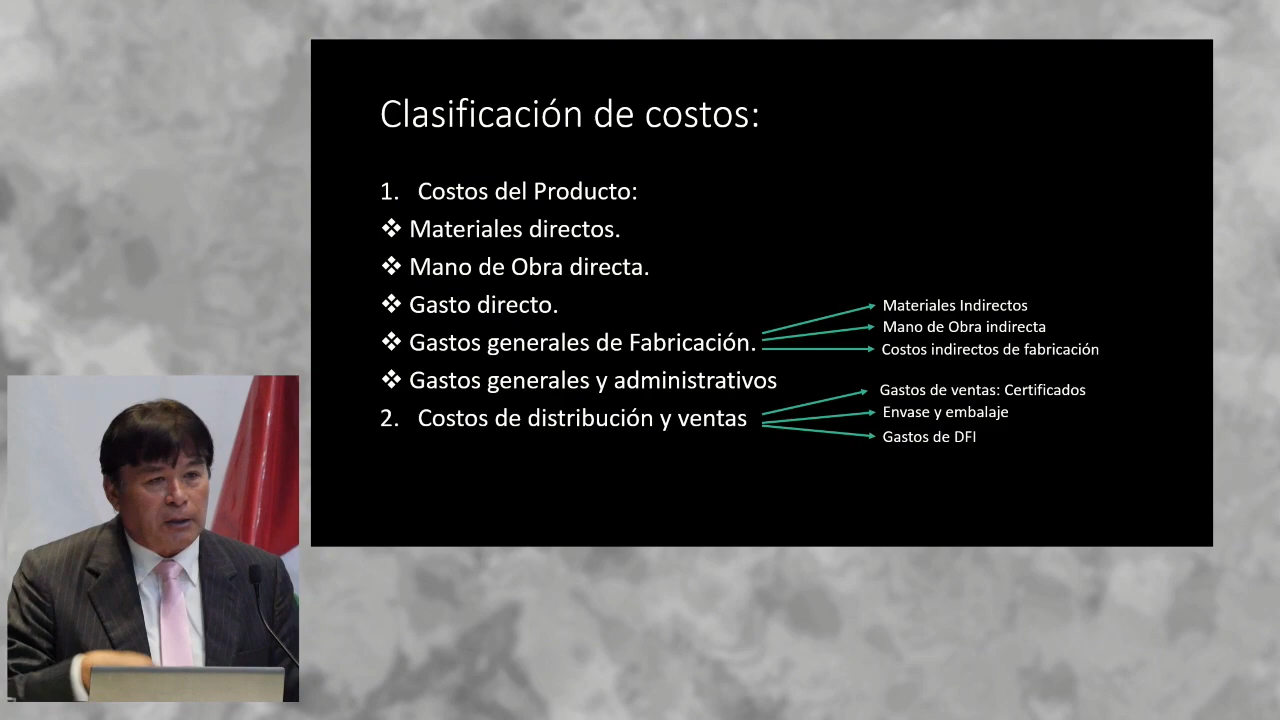 Clasificación de costos:
1. Costos del Producto:
❖ Materiales directos.
❖ Mano de Obra directa.
❖ Gasto directo.
❖ Gastos generales de Fabricación.
Materiales Indirectos
Mano de Obra indirecta
Costos indirectos de fabricación
❖ Gastos generales y administrativos
2. Costos de distribución y ventas
Gastos de ventas: Certificados
Envase y embalaje
Gastos de DFI